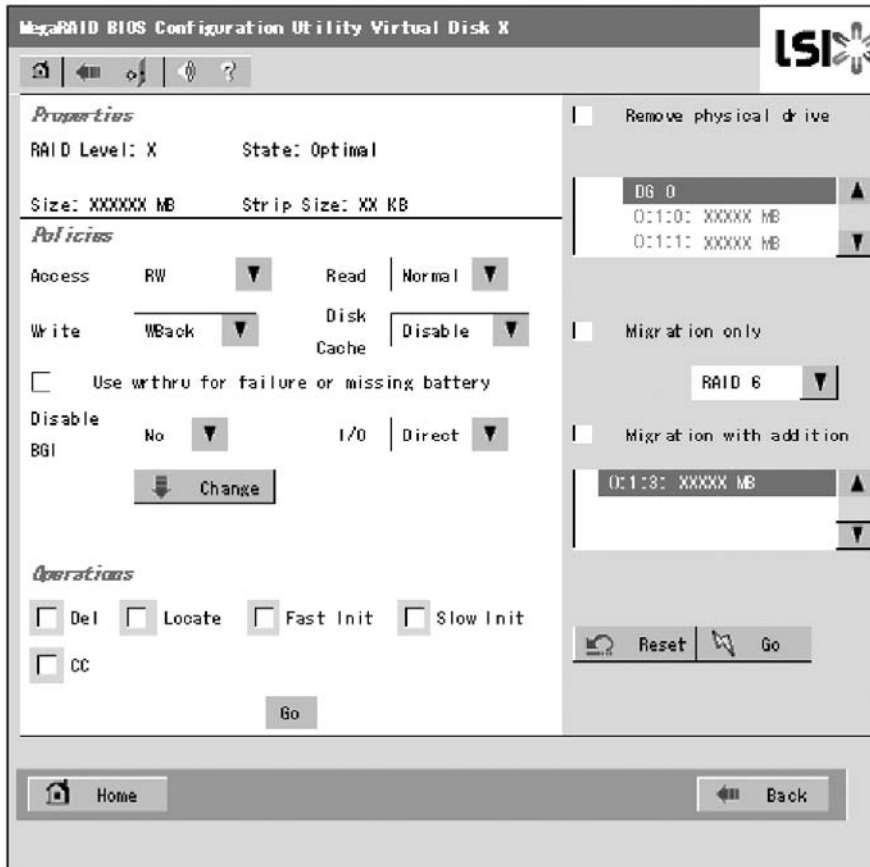 MegaRAID BIOS Configuration Utility Virtual Disk X
LSI
Properties
RAID Level: X State: Optimal
Size: XXXXXX MB Strip Size: XX KB
Policies
Access RW Read Normal
Write WBack Disk Cache Disable
Use wrthru for failure or missing battery
Disable BGI No I/O Direct
Change
Operations
Del Locate Fast Init Slow Init
CC
Go
Remove physical drive
DG 0
0:1:0: XXXXX MB
0:1:1: XXXXX MB
Migration only
RAID 6
Migration with addition
0:1:3: XXXXX MB
Reset Go
Home Back